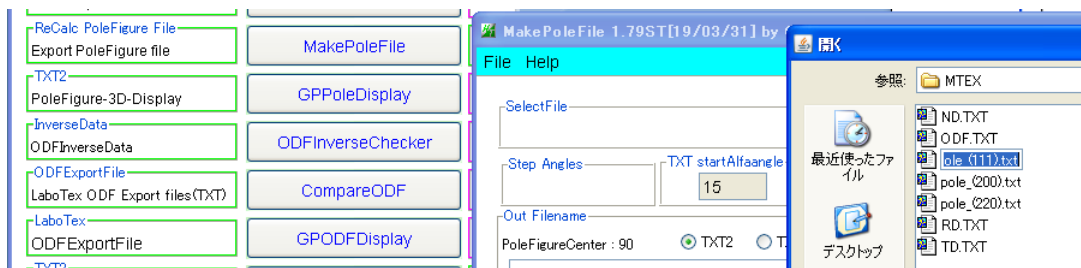 ReCalc PoleFigure File
Export PoleFigure file
MakePoleFile
TXT2
PoleFigure-3D-Display
GPPoleDisplay
InverseData
ODFInverseData
ODFInverseChecker
ODFExportFile
LaboTex ODF Export files(TXT)
CompareODF
LaboTex
ODFExportFile
GPODFDisplay
TXT2
MakePoleFile 1.79ST[19/03/31] by
File Help
SelectFile
Step Angles
TXT startAlfaangle
15
Out Filename
PoleFigureCenter : 90
TXT2
開く
参照:
MTEX
最近使ったファ
イル
デスクトップ
ND.TXT
ODF.TXT
ole (111).txt
pole_(200).txt
pole_(220).txt
RD.TXT
TD.TXT